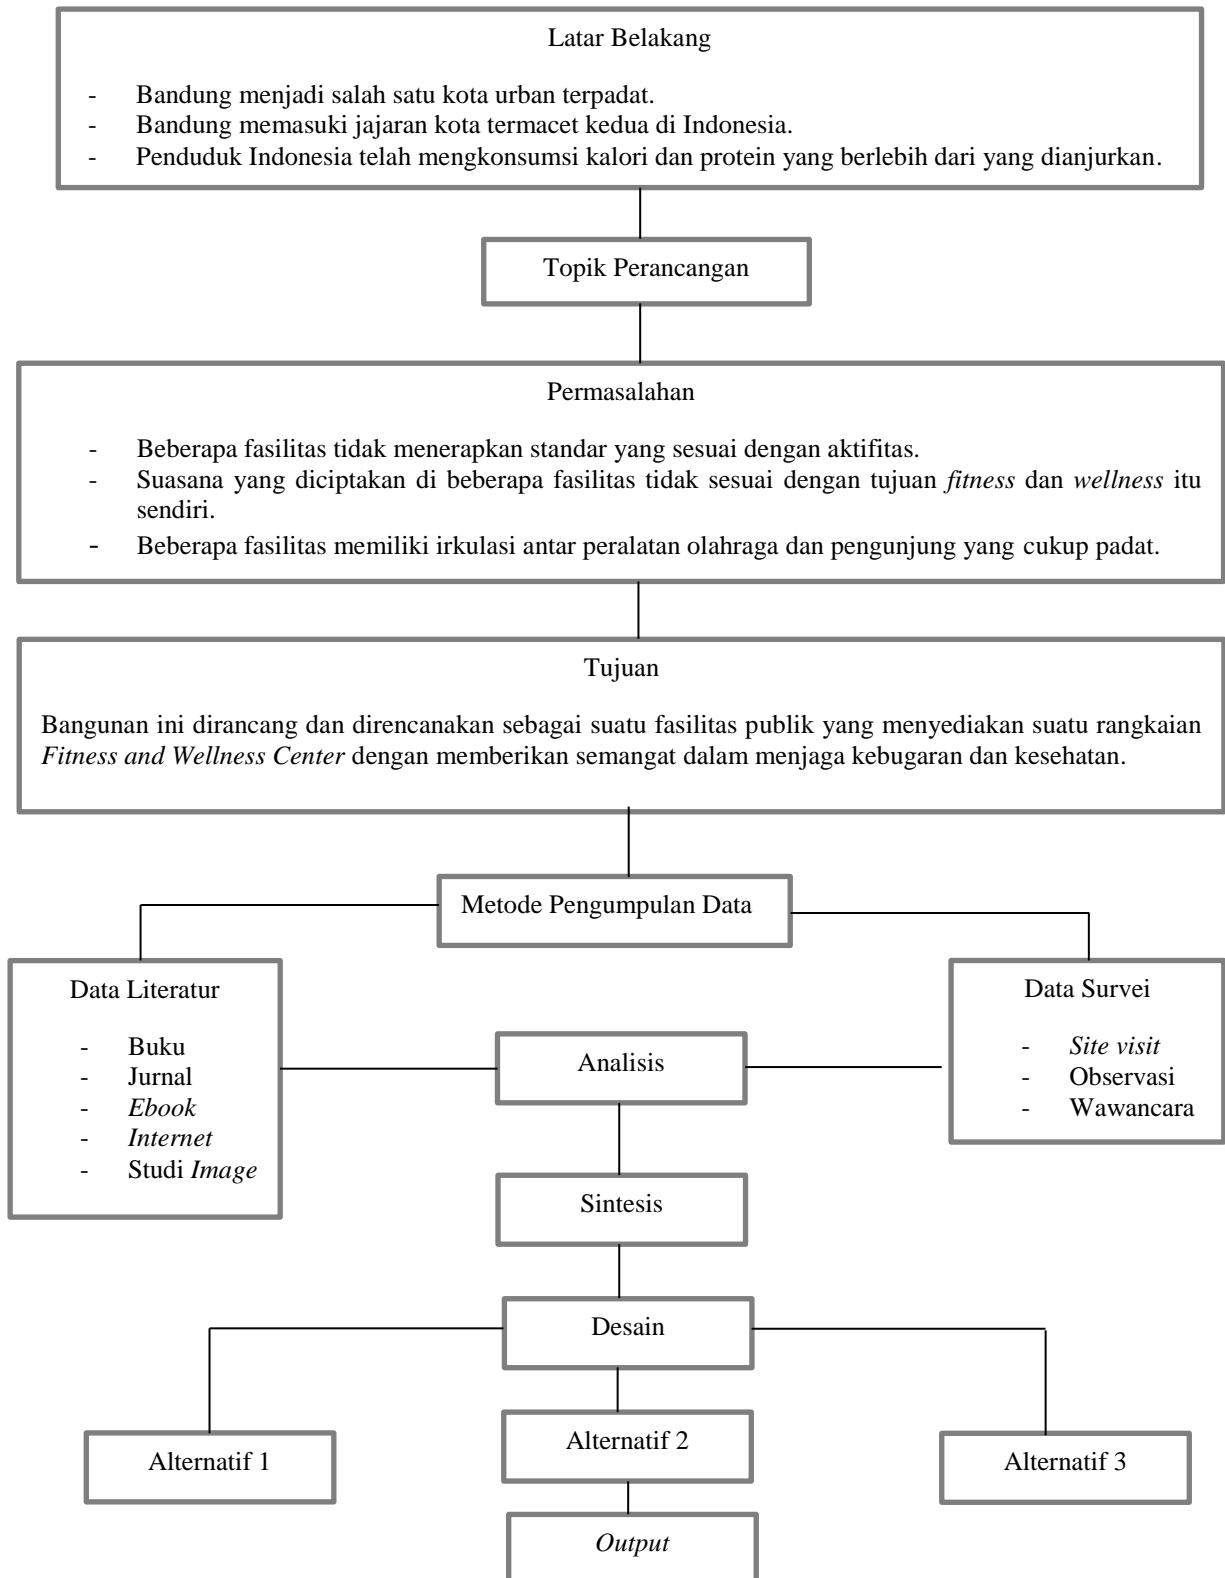 Latar Belakang
- Bandung menjadi salah satu kota urban terpadat.
- Bandung memasuki jajaran kota termacet kedua di Indonesia.
- Penduduk Indonesia telah mengkonsumsi kalori dan protein yang berlebih dari yang dianjurkan.
Topik Perancangan
Permasalahan
- Beberapa fasilitas tidak menerapkan standar yang sesuai dengan aktifitas.
- Suasana yang diciptakan di beberapa fasilitas tidak sesuai dengan tujuan fitness dan wellness itu
sendiri.
- Beberapa fasilitas memiliki irkulasi antar peralatan olahraga dan pengunjung yang cukup padat.
Tujuan
Bangunan ini dirancang dan direncanakan sebagai suatu fasilitas publik yang menyediakan suatu rangkaian
Fitness and Wellness Center dengan memberikan semangat dalam menjaga kebugaran dan kesehatan.
Metode Pengumpulan Data
Data Literatur
- Buku
- Jurnal
- Ebook
- Internet
- Studi Image
Data Survei
- Site visit
- Observasi
- Wawancara
Analisis
Sintesis
Desain
Alternatif 1
Alternatif 2
Alternatif 3
Output